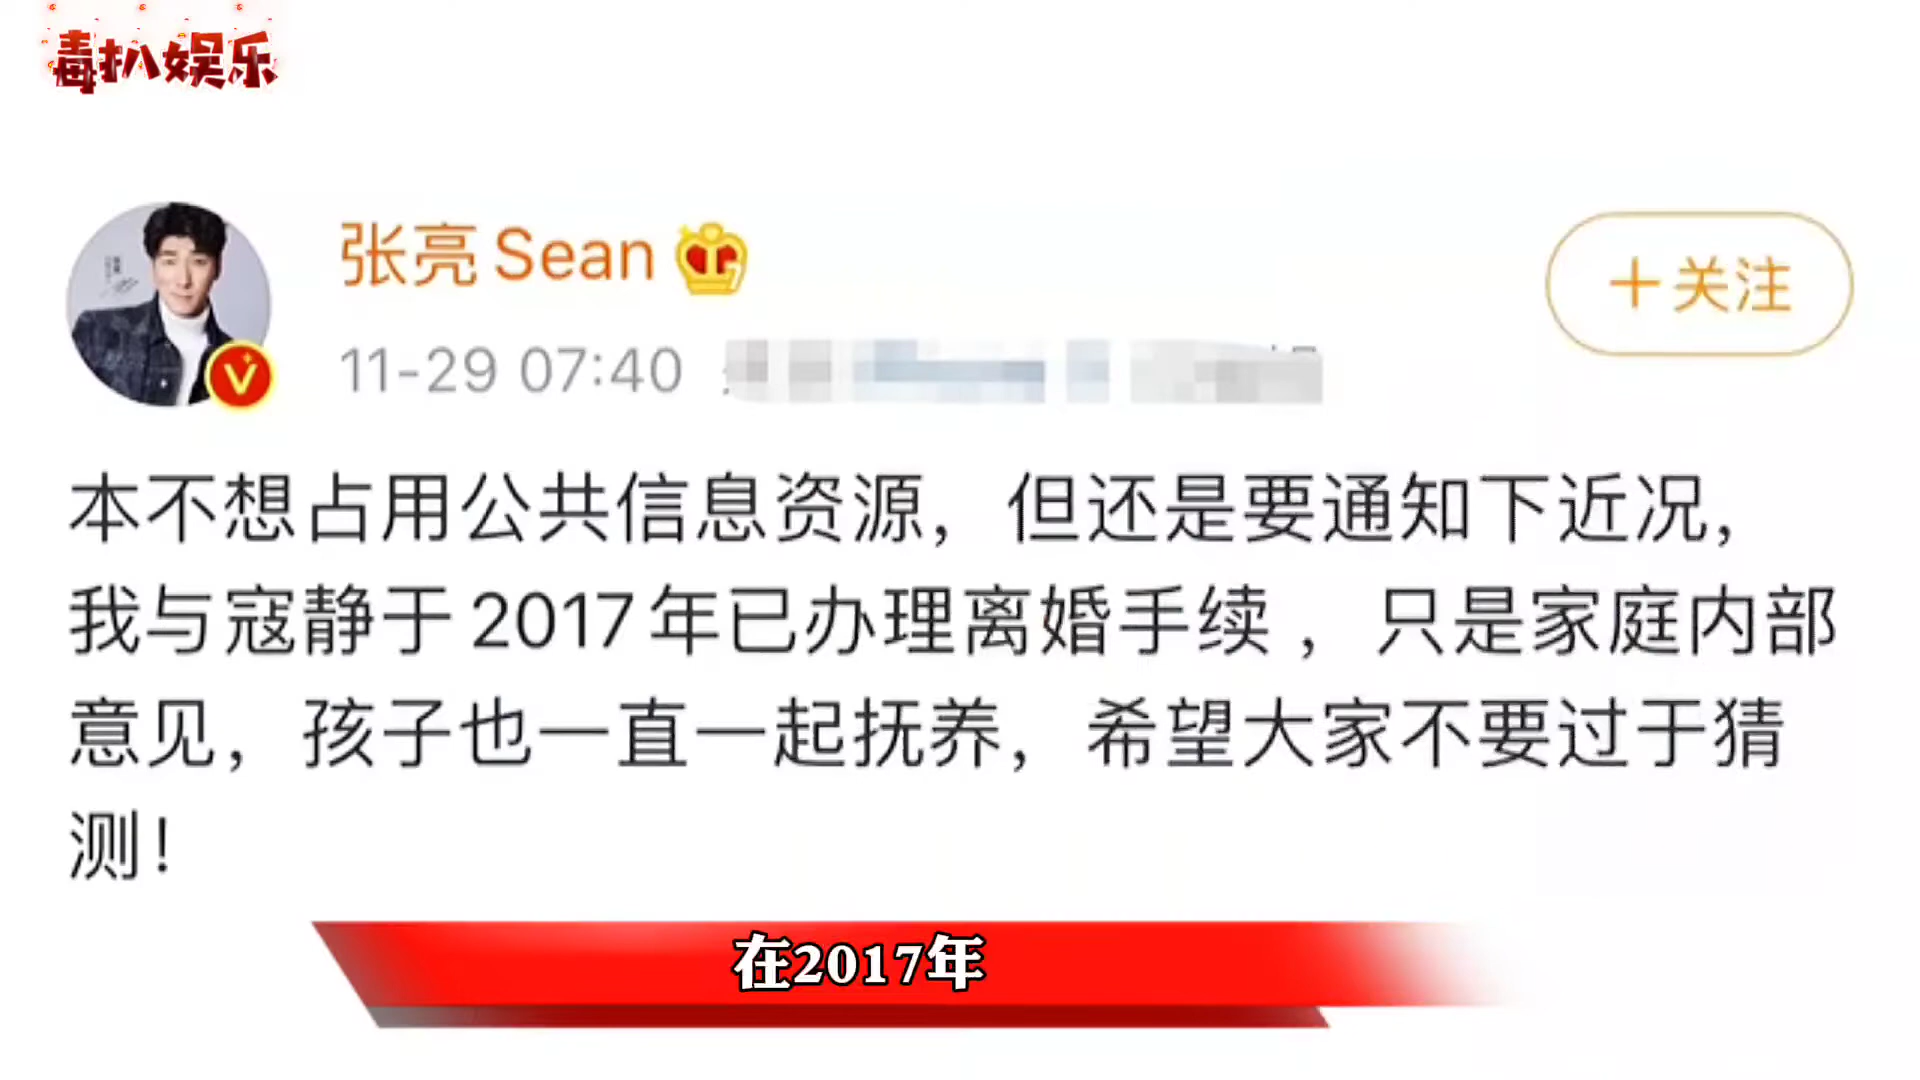 毒扒娱乐
张亮Sean
+关注
11-29 07:40
本不想占用公共信息资源，但还是要通知下近况，
我与寇静于2017年已办理离婚手续，只是家庭内部
意见，孩子也一直一起抚养，希望大家不要过于猜
测！
在2017年